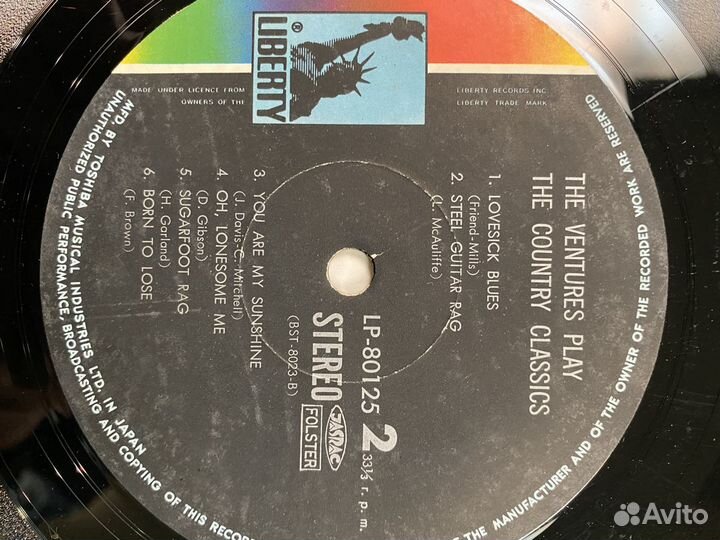 LIBERTY
®
MADE UNDER LICENCE FROM
OWNERS OF THE
LIBERTY RECORDS INC.
LIBERTY TRADE MARK
THE VENTURES PLAY
THE COUNTRY CLASSICS
1. LOVESICK BLUES
(Friend-Mills)
2. STEEL GUITAR RAG
(L. McAuliffe)
3. YOU ARE MY SUNSHINE
(J. Davis-C. Mitchell)
4. OH, LONESOME ME
(D. Gibson)
5. SUGARFOOT RAG
(H. Garland)
6. BORN TO LOSE
(F. Brown)
LP-80125
2
33⅓ r. p. m.
STEREO
JASRAC
FOLSTER
(BST-8023-B)
MFD. BY TOSHIBA MUSICAL INDUSTRIES LTD. IN JAPAN
UNAUTHORIZED PUBLIC PERFORMANCE, BROADCASTING AND COPYING OF THIS RECOR
THE MANUFACTURER AND OF THE OWNER OF THE RECORDED WORK ARE RESERVED
Avito